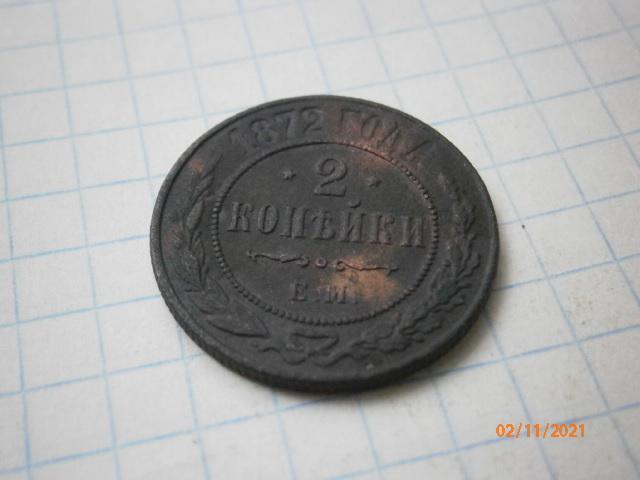 1872 ГОДА
* 2 *
КОПѢЙКИ
Е.М.
02/11/2021